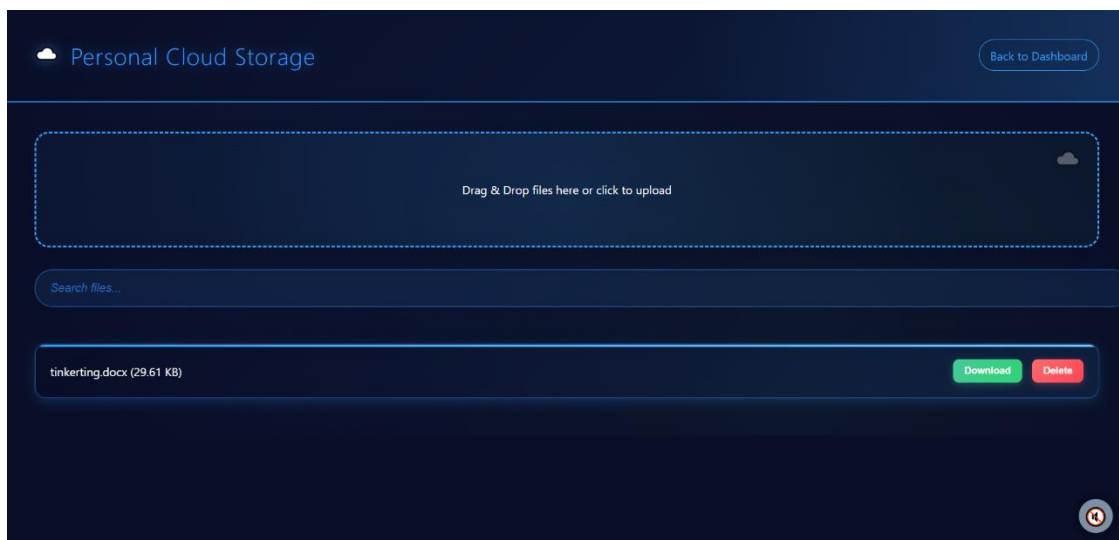 Personal Cloud Storage
Back to Dashboard
Drag & Drop files here or click to upload
Search files...
tinkerting.docx (29.61 KB)
Download
Delete